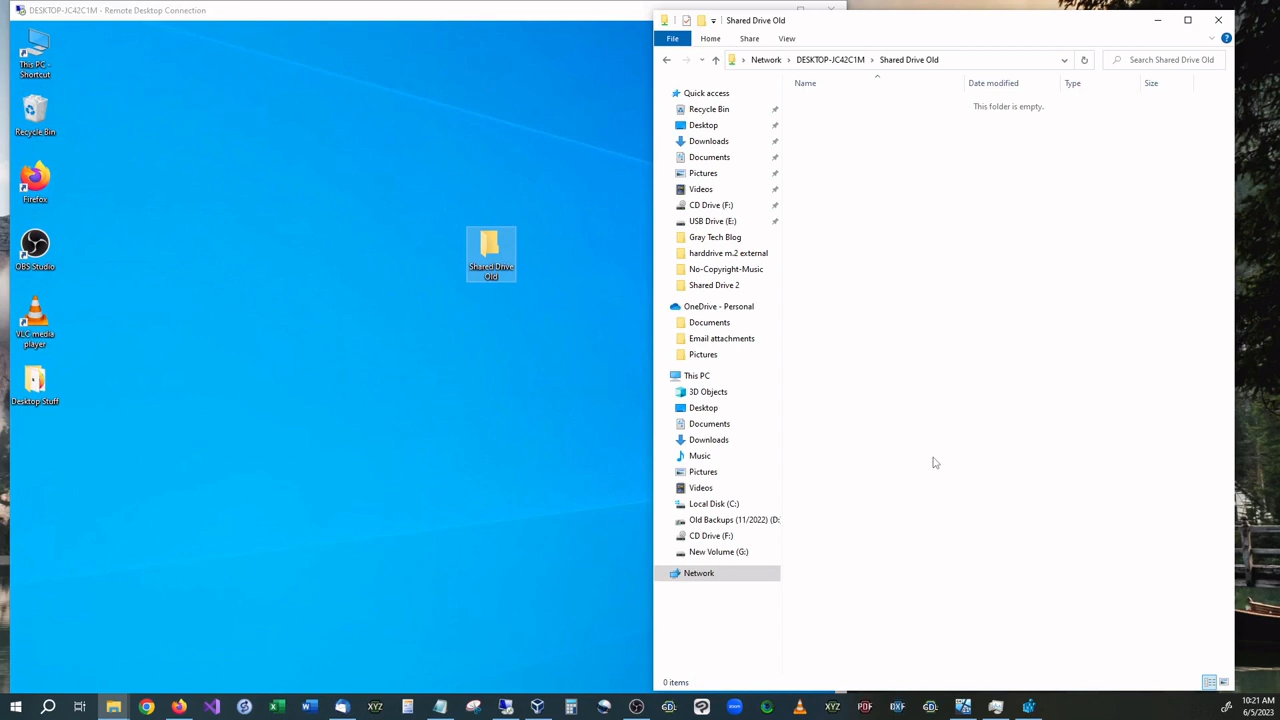 DESKTOP-JC42C1M - Remote Desktop Connection
This PC -
Shortcut
Recycle Bin
Firefox
OBS Studio
VLC media
player
Desktop Stuff
Shared Drive
Old
Shared Drive Old
File
Home
Share
View
Network
DESKTOP-JC42C1M
Shared Drive Old
Search Shared Drive Old
Name
Date modified
Type
Size
This folder is empty.
Quick access
Recycle Bin
Desktop
Downloads
Documents
Pictures
Videos
CD Drive (F:)
USB Drive (E:)
Gray Tech Blog
harddrive m.2 external
No-Copyright-Music
Shared Drive 2
OneDrive - Personal
Documents
Email attachments
Pictures
This PC
3D Objects
Desktop
Documents
Downloads
Music
Pictures
Videos
Local Disk (C:)
Old Backups (11/2022) (D:
CD Drive (F:)
New Volume (G:)
Network
0 items
XYZ
XYZ
PDF
DXF
10:21 AM
6/5/2023